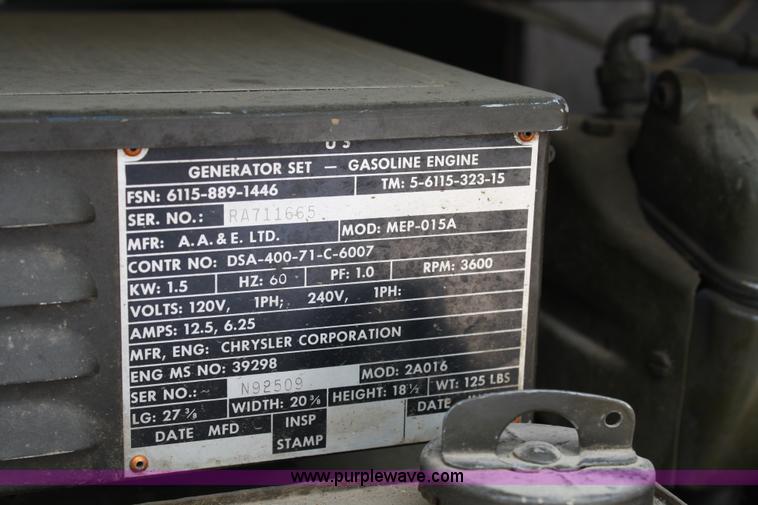 U S
GENERATOR SET — GASOLINE ENGINE
FSN: 6115-889-1446 TM: 5-6115-323-15
SER. NO.: RA711665
MFR: A.A.&E. LTD. MOD: MEP-015A
CONTR NO: DSA-400-71-C-6007
KW: 1.5 HZ: 60 PF: 1.0 RPM: 3600
VOLTS: 120V, 1PH; 240V, 1PH:
AMPS: 12.5, 6.25
MFR, ENG: CHRYSLER CORPORATION
ENG MS NO: 39298 MOD: 2A016
SER NO.: N92509
LG: 27 3/8 WIDTH: 20 3/8 HEIGHT: 18 1/2 WT: 125 LBS
DATE MFD INSP STAMP DATE
www.purplewave.com